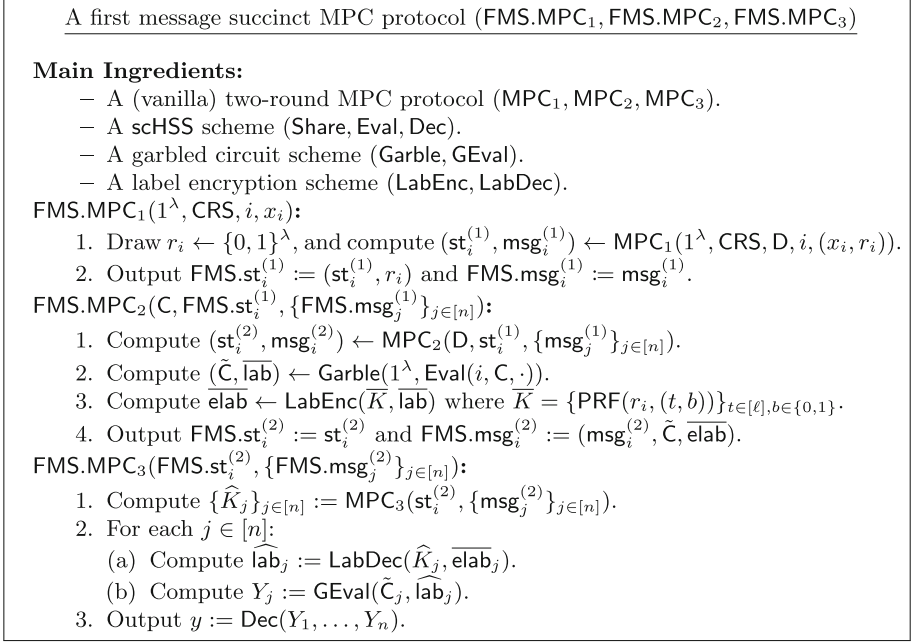 A first message succinct MPC protocol (FMS.MPC₁, FMS.MPC₂, FMS.MPC₃)
Main Ingredients:
– A (vanilla) two-round MPC protocol (MPC₁, MPC₂, MPC₃).
– A scHSS scheme (Share, Eval, Dec).
– A garbled circuit scheme (Garble, GEval).
– A label encryption scheme (LabEnc, LabDec).
FMS.MPC₁(1^λ, CRS, i, x_i):
1. Draw r_i ← {0, 1}^λ, and compute (st_i^(1), msg_i^(1)) ← MPC₁(1^λ, CRS, D, i, (x_i, r_i)).
2. Output FMS.st_i^(1) := (st_i^(1), r_i) and FMS.msg_i^(1) := msg_i^(1).
FMS.MPC₂(C, FMS.st_i^(1), {FMS.msg_j^(1)}_{j∈[n]}):
1. Compute (st_i^(2), msg_i^(2)) ← MPC₂(D, st_i^(1), {msg_j^(1)}_{j∈[n]}).
2. Compute (C̃, \overline{lab}) ← Garble(1^λ, Eval(i, C, ·)).
3. Compute \overline{elab} ← LabEnc(\overline{K}, \overline{lab}) where \overline{K} = {PRF(r_i, (t, b))}_{t∈[ℓ],b∈{0,1}}.
4. Output FMS.st_i^(2) := st_i^(2) and FMS.msg_i^(2) := (msg_i^(2), C̃, \overline{elab}).
FMS.MPC₃(FMS.st_i^(2), {FMS.msg_j^(2)}_{j∈[n]}):
1. Compute {\widehat{K}_j}_{j∈[n]} := MPC₃(st_i^(2), {msg_j^(2)}_{j∈[n]}).
2. For each j ∈ [n]:
(a) Compute \widehat{lab}_j := LabDec(\widehat{K}_j, \overline{elab}_j).
(b) Compute Y_j := GEval(C̃_j, \widehat{lab}_j).
3. Output y := Dec(Y₁, . . . , Y_n).